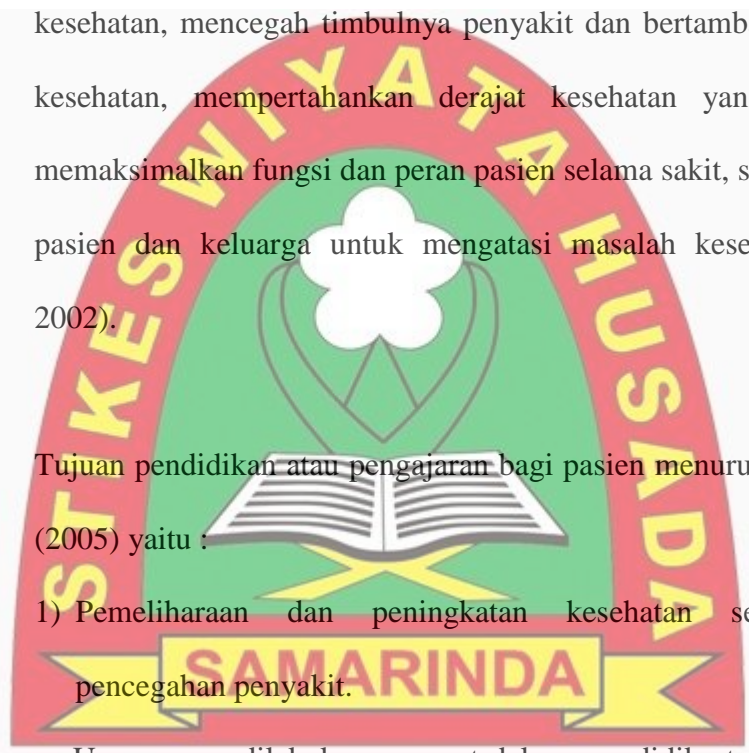 kesehatan, mencegah timbulnya penyakit dan bertamb
kesehatan, mempertahankan derajat kesehatan yan
memaksimalkan fungsi dan peran pasien selama sakit, s
pasien dan keluarga untuk mengatasi masalah kese
2002).
STIKES WIYATA HUSADA
Tujuan pendidikan atau pengajaran bagi pasien menuru
(2005) yaitu :
1) Pemeliharaan dan peningkatan kesehatan se
pencegahan penyakit.
SAMARINDA